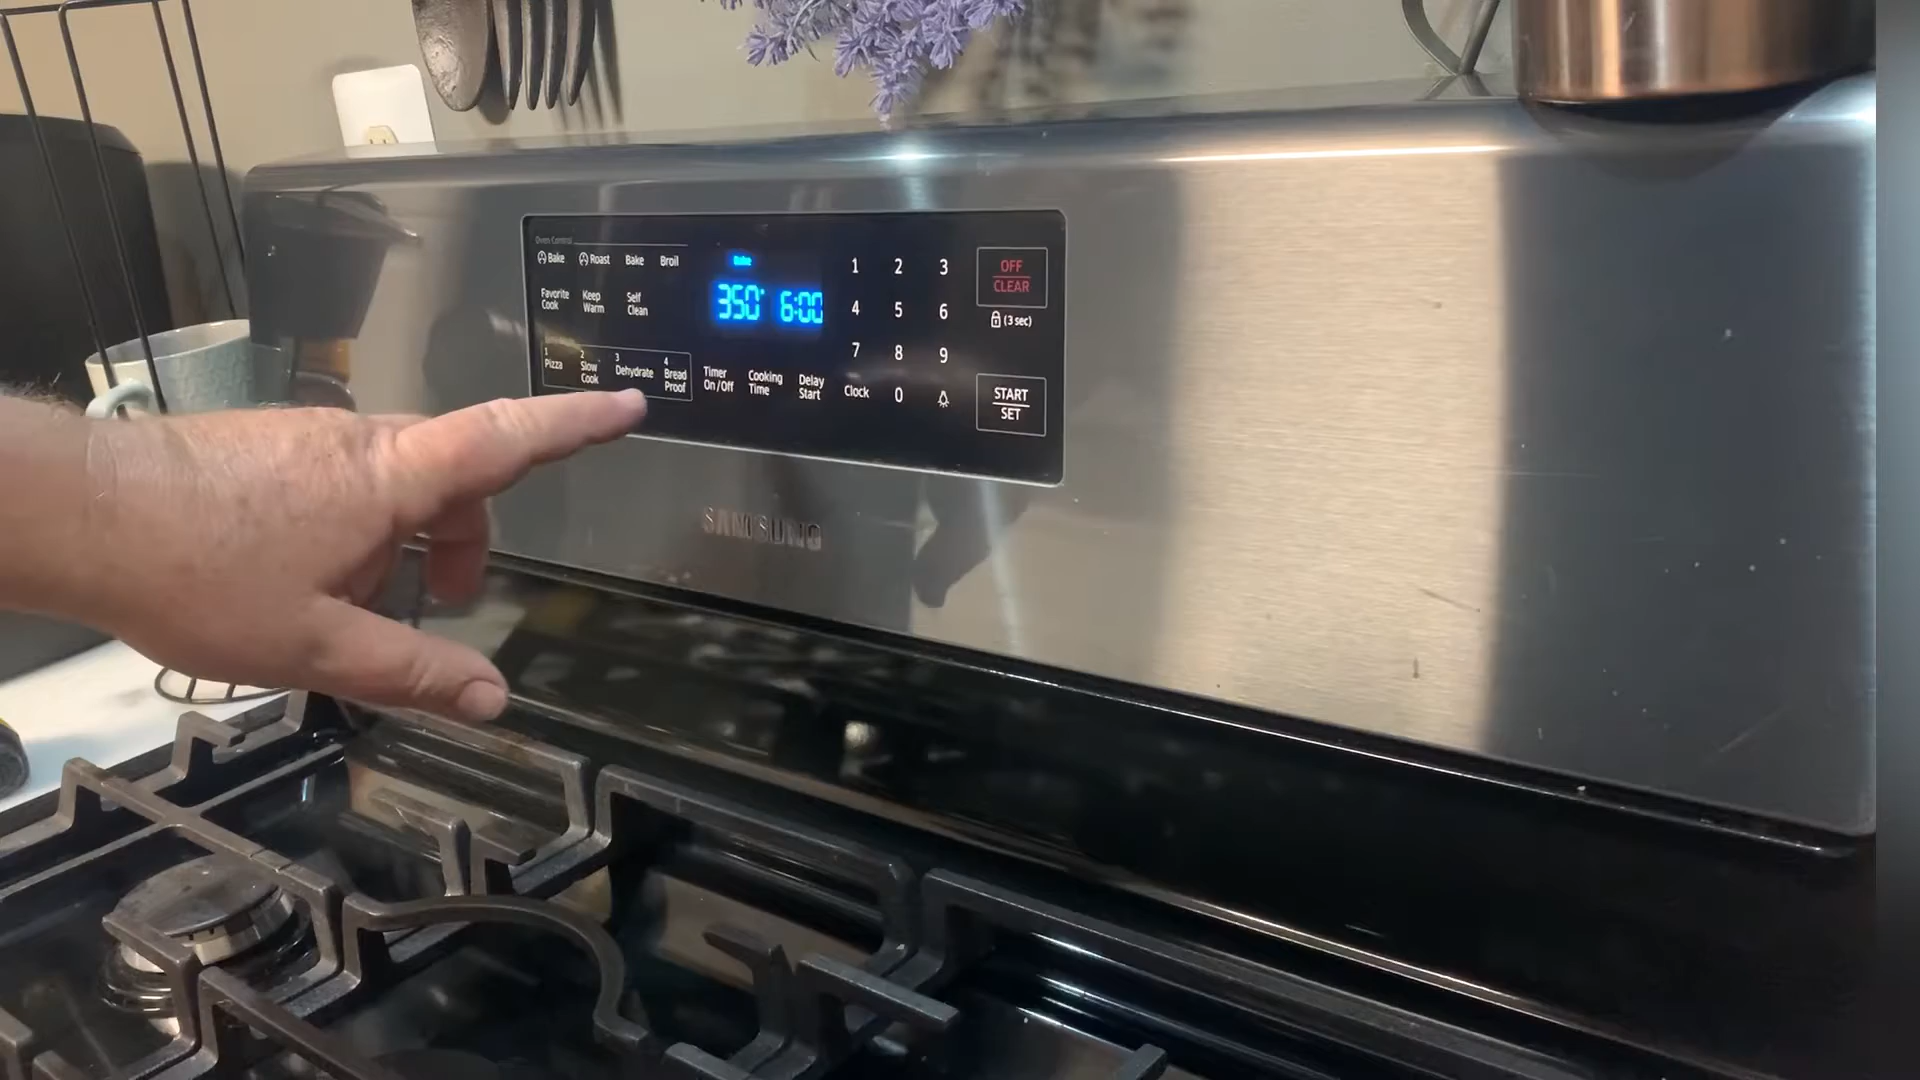 Oven Control
Bake Roast Bake Broil
Favorite Cook Keep Warm Self Clean
1 Pizza 2 Slow Cook 3 Dehydrate 4 Bread Proof
Bake
350° 6:00
Timer On/Off Cooking Time Delay Start
1 2 3
4 5 6
7 8 9
Clock 0
OFF
CLEAR
(3 sec)
START
SET
SAMSUNG